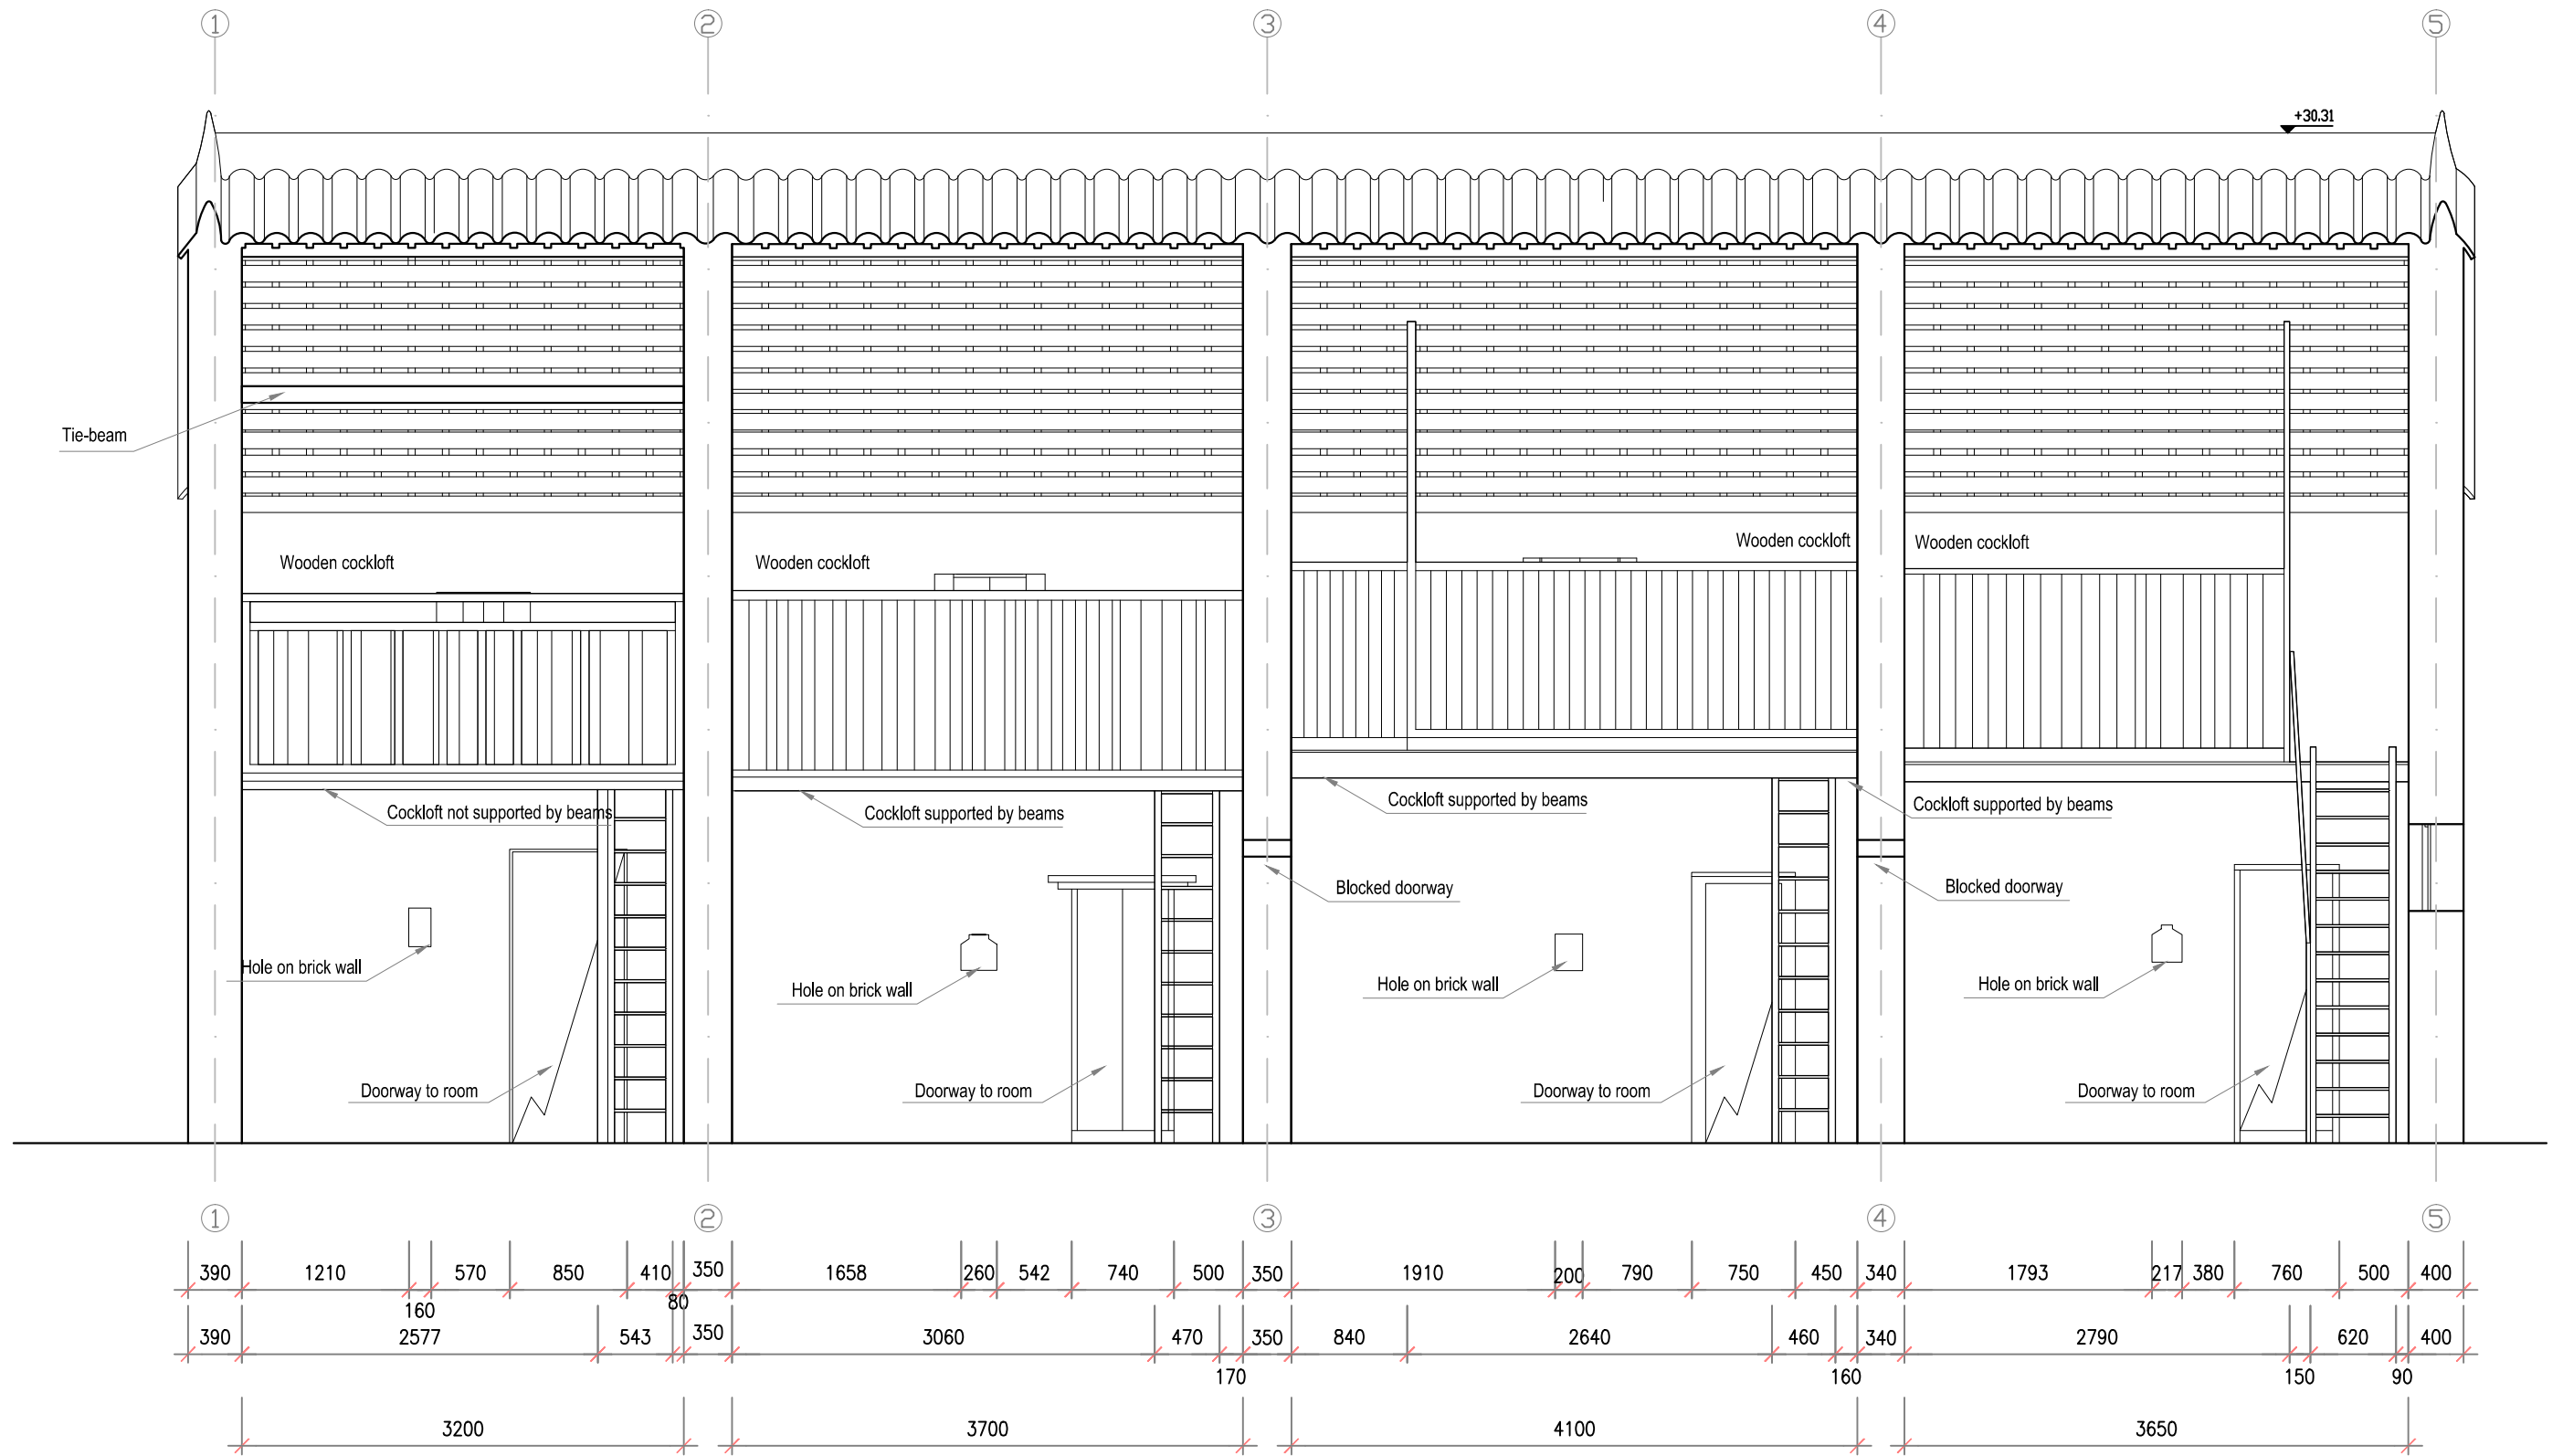 1 2 3 4 5
+30.31
Tie-beam
Wooden cockloft Wooden cockloft Wooden cockloft Wooden cockloft
Cockloft not supported by beams Cockloft supported by beams Cockloft supported by beams Cockloft supported by beams
Blocked doorway Blocked doorway
Hole on brick wall Hole on brick wall Hole on brick wall Hole on brick wall
Doorway to room Doorway to room Doorway to room Doorway to room
1 2 3 4 5
390 1210 570 850 410 350 1658 260 542 740 500 350 1910 200 790 750 450 340 1793 217 380 760 500 400
160 80
390 2577 543 350 3060 470 350 840 2640 460 340 2790 620 400
170 160 150 90
3200 3700 4100 3650